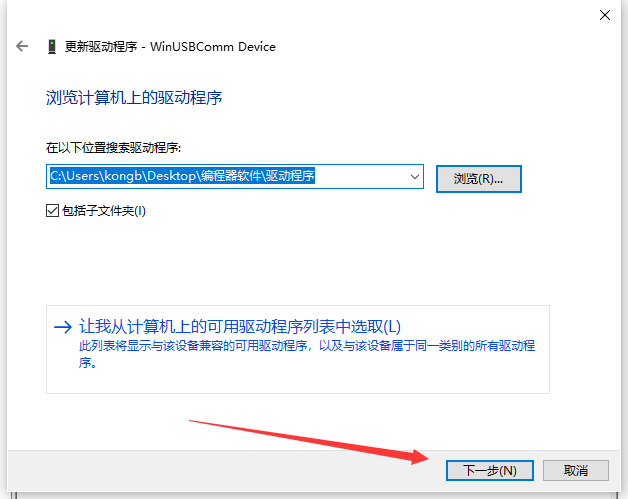 更新驱动程序 - WinUSBComm Device
浏览计算机上的驱动程序
在以下位置搜索驱动程序:
C:\Users\kongb\Desktop\编程器软件\驱动程序
浏览(R)...
包括子文件夹(I)
让我从计算机上的可用驱动程序列表中选取(L)
此列表将显示与该设备兼容的可用驱动程序，以及与该设备属于同一类别的所有驱动程
序。
下一步(N)
取消